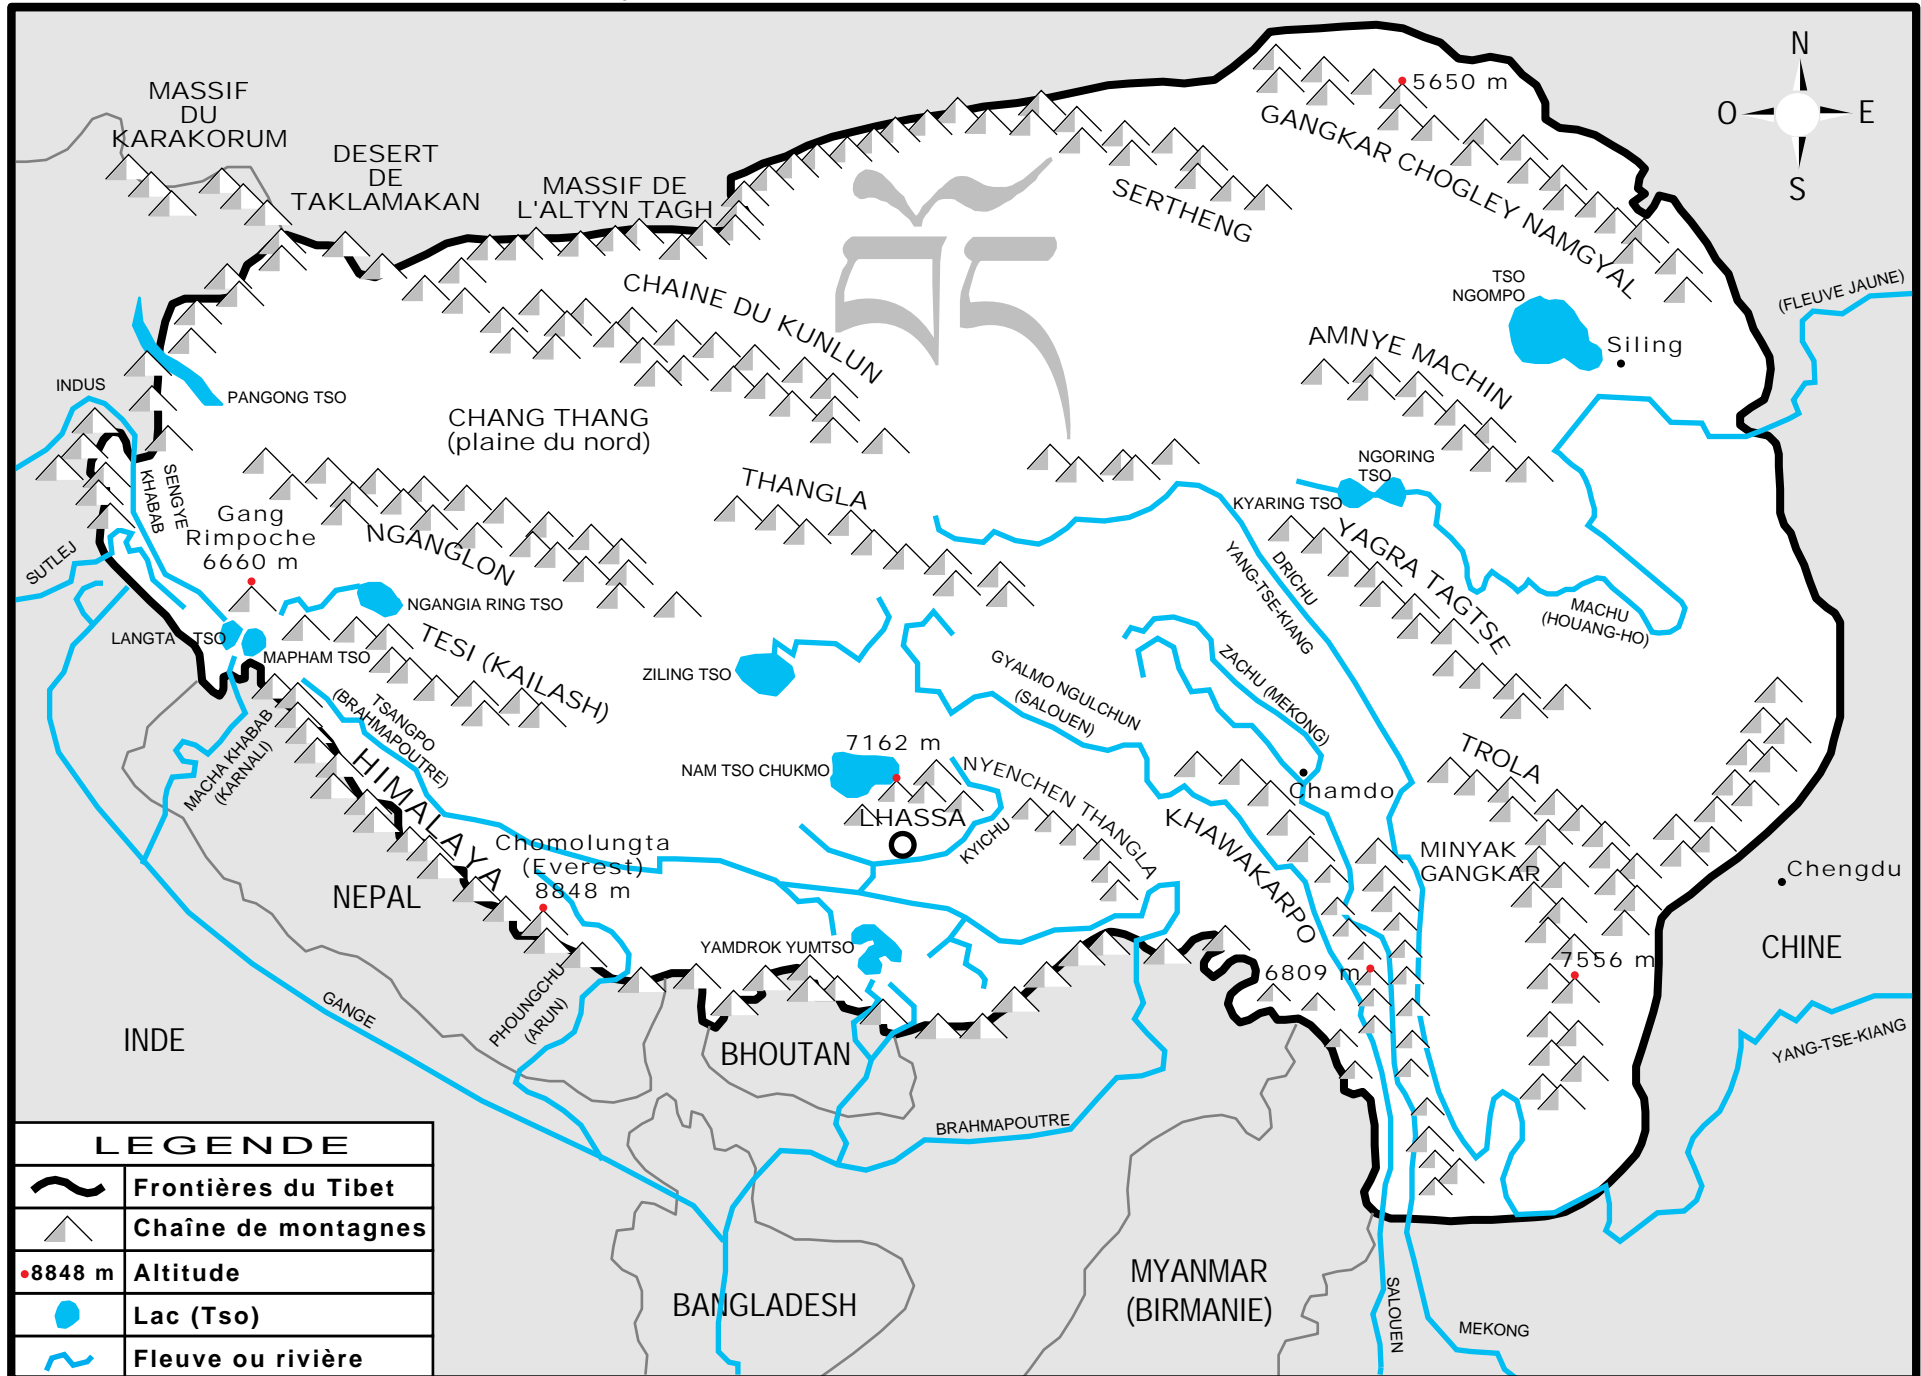 MASSIF
DU
KARAKORUM
DESERT
DE
TAKLAMAKAN
MASSIF DE
L'ALTYN TAGH
བོད
5650 m
GANGKAR CHOGLEY NAMGYAL
SERTHENG
N
O
E
S
CHAINE DU KUNLUN
TSO
NGOMPO
Siling
(FLEUVE JAUNE)
AMNYE MACHIN
INDUS
PANGONG TSO
CHANG THANG
(plaine du nord)
SENGYE
KHABAB
Gang
Rimpoche
6660 m
NGANGLON
THANGLA
NGORING
TSO
KYARING TSO
YAGRA TAGTSE
DRICHU
YANG-TSE-KIANG
MACHU
(HOUANG-HO)
SUTLEJ
NGANGIA RING TSO
LANGTA TSO
MAPHAM TSO
TESI (KAILASH)
TSANGPO
(BRAHMAPOUTRE)
ZILING TSO
GYALMO NGULCHUN
(SALOUEN)
ZACHU (MEKONG)
MACHA KHABAB
(KARNALI)
HIMALAYA
7162 m
NAM TSO CHUKMO
NYENCHEN THANGLA
LHASSA
KYICHU
Chamdo
KHAWAKARPO
TROLA
MINYAK
GANGKAR
Chengdu
CHINE
Chomolungta
(Everest)
8848 m
NEPAL
YAMDROK YUMTSO
6809 m
7556 m
PHOUNGCHU
(ARUN)
GANGE
INDE
BHOUTAN
YANG-TSE-KIANG
BRAHMAPOUTRE
BANGLADESH
MYANMAR
(BIRMANIE)
SALOUEN
MEKONG
LEGENDE
Frontières du Tibet
Chaîne de montagnes
8848 m Altitude
Lac (Tso)
Fleuve ou rivière